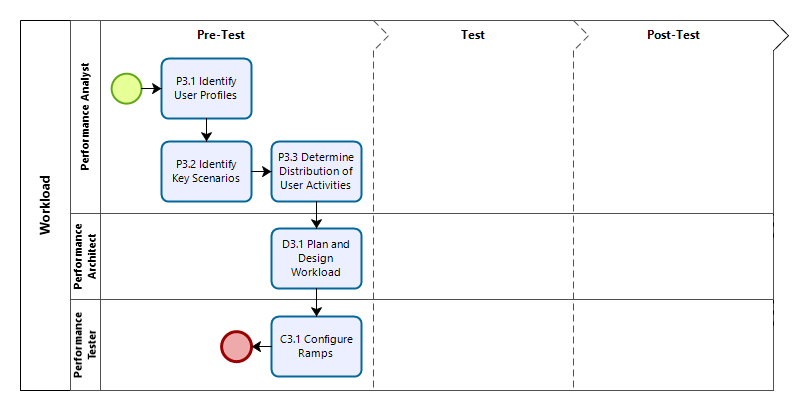 Pre-Test
Test
Post-Test
Workload
Performance Analyst
P3.1 Identify
User Profiles
P3.2 Identify
Key Scenarios
P3.3 Determine
Distribution of
User Activities
Performance
Architect
D3.1 Plan and
Design
Workload
Performance
Tester
C3.1 Configure
Ramps